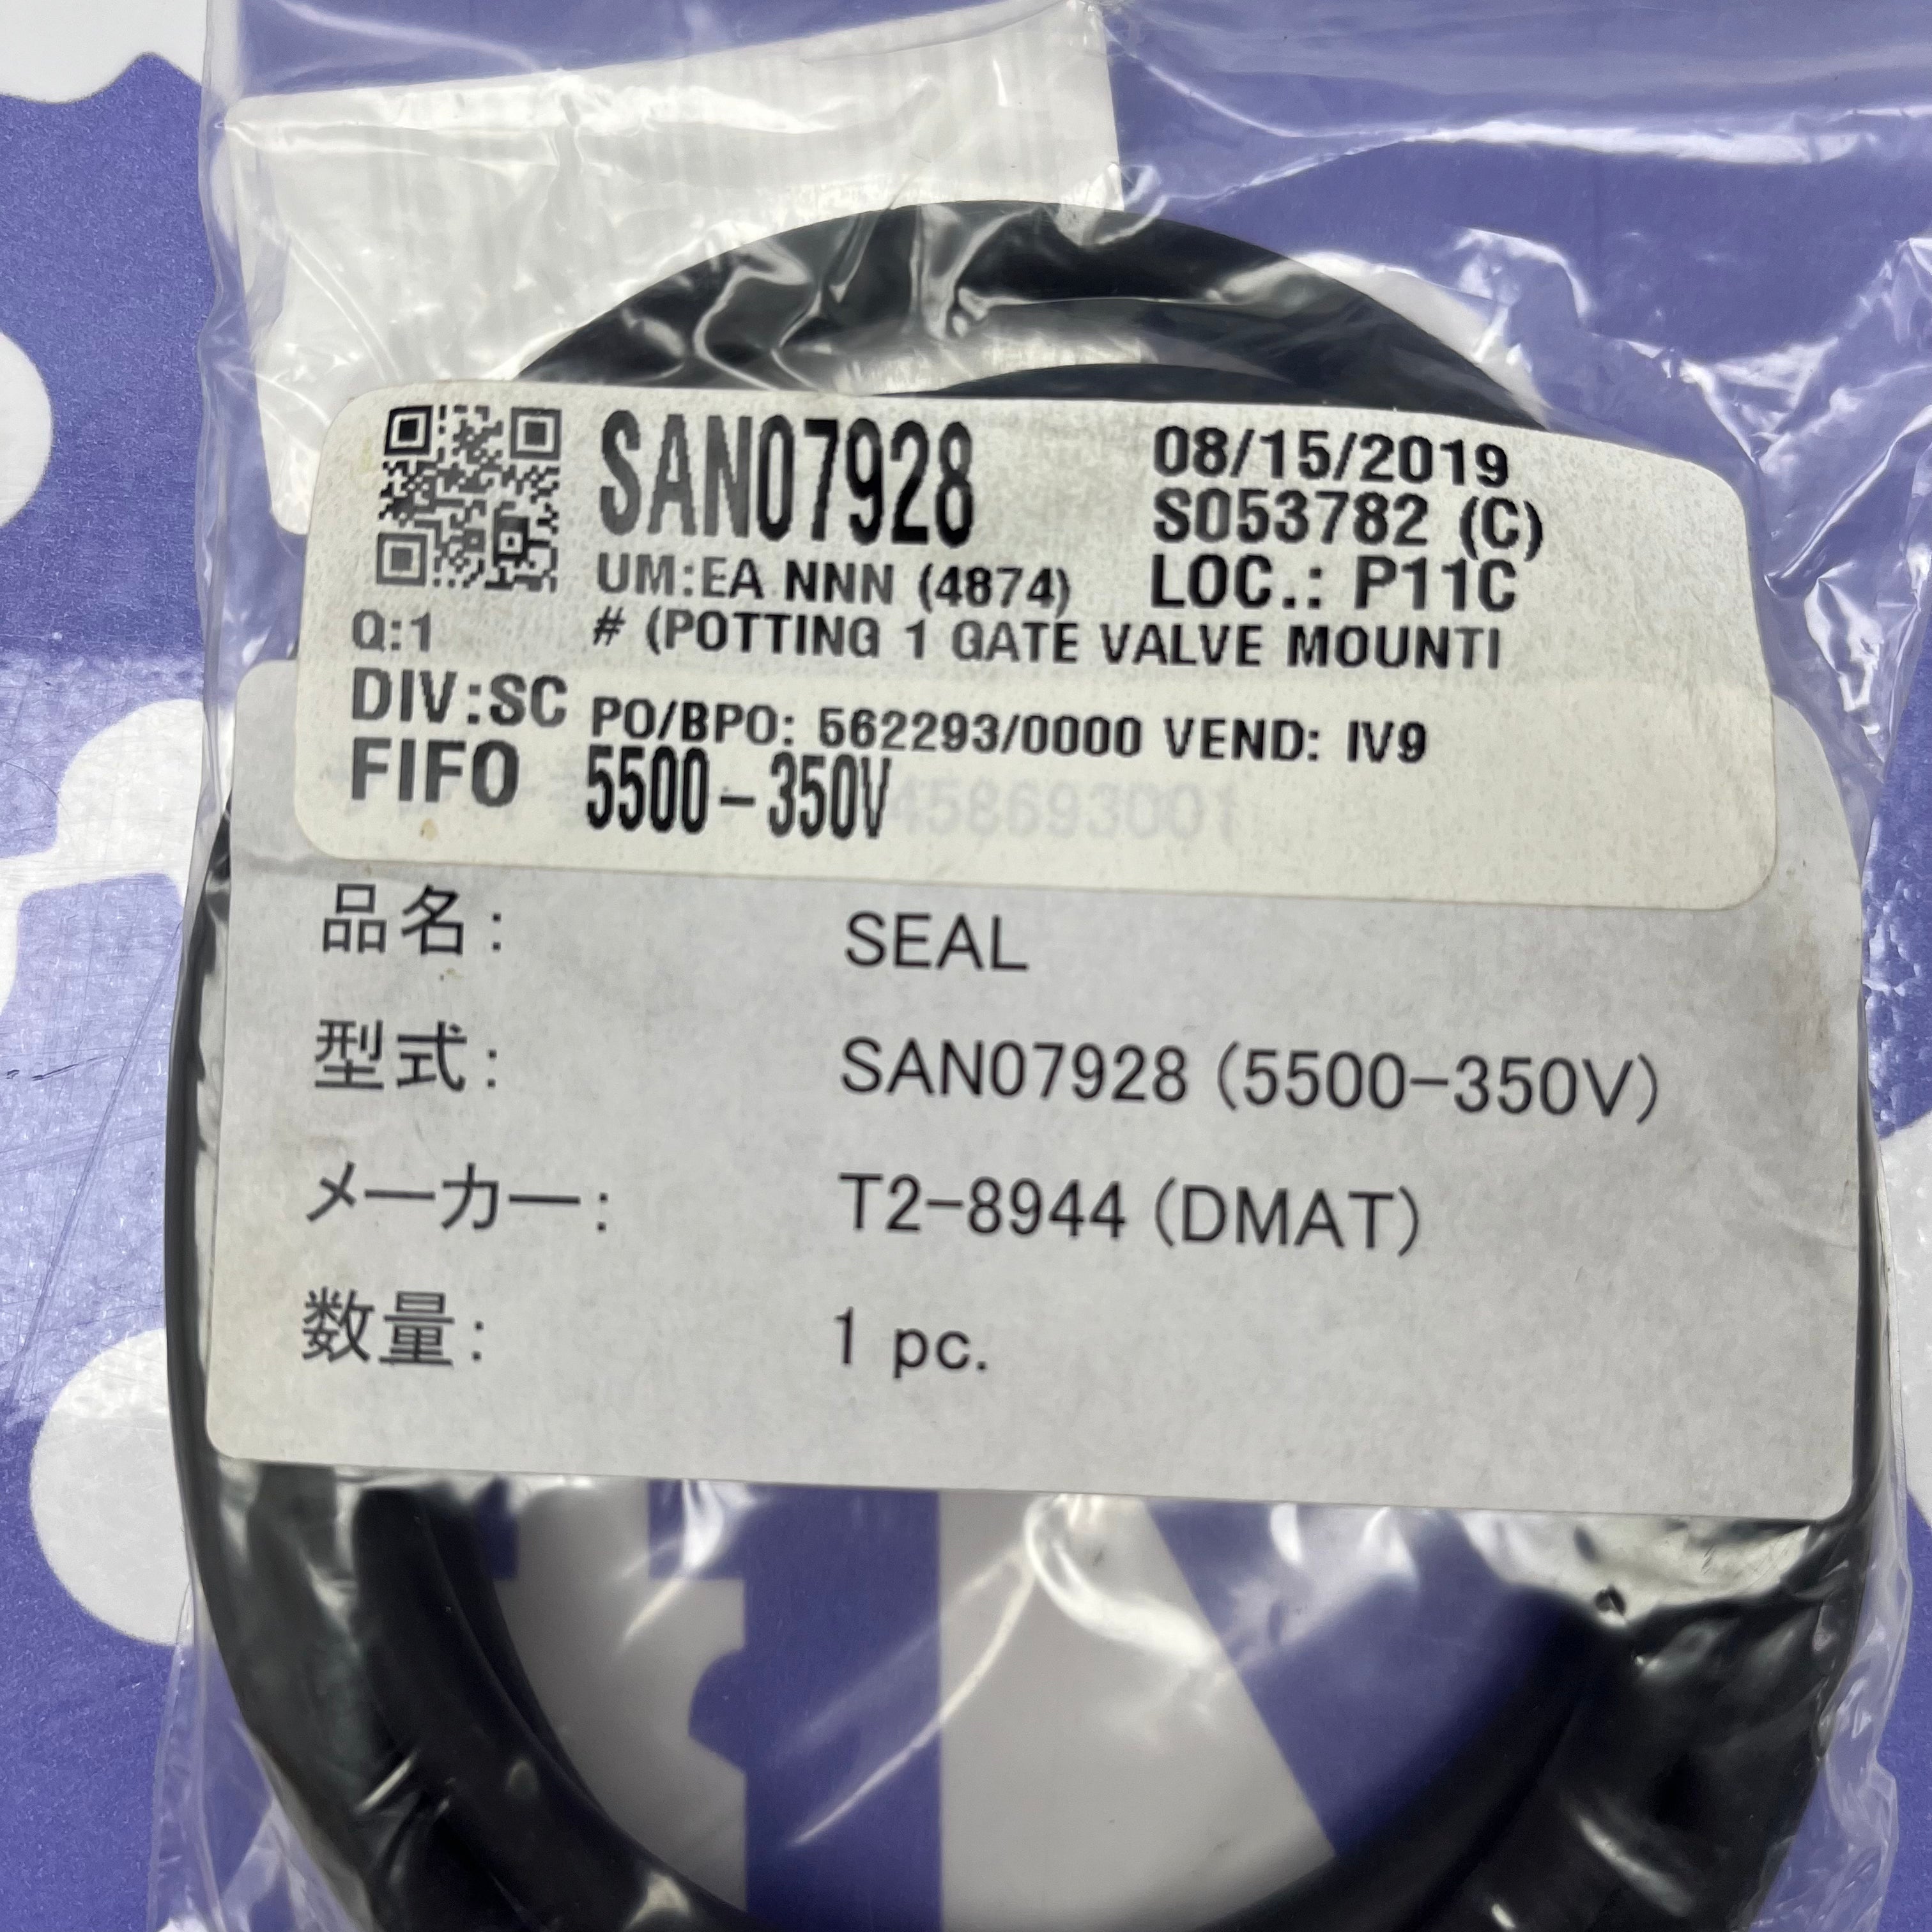 SAN07928 08/15/2019
S053782 (C)
UM:EA NNN (4874) LOC.: P11C
Q:1 # (POTTING 1 GATE VALVE MOUNTI
DIV:SC PO/BPO: 562293/0000 VEND: IV9
FIFO 5500-350V 458693001
品名: SEAL
型式: SAN07928 (5500-350V)
メーカー: T2-8944 (DMAT)
数量: 1 pc.